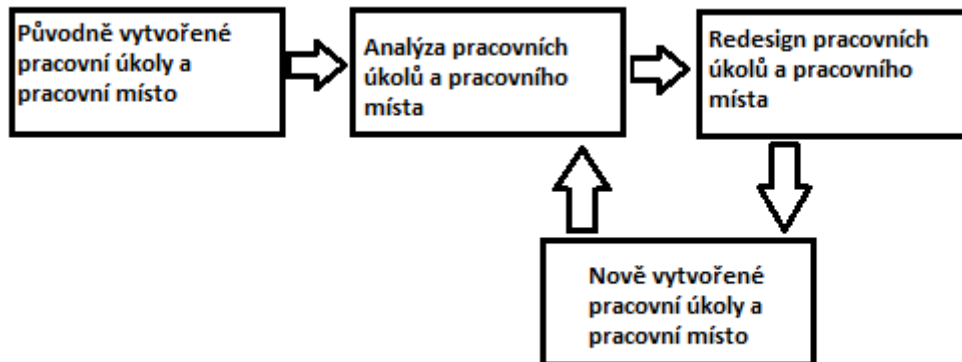 Původně vytvořené
pracovní úkoly a
pracovní místo
Analýza pracovních
úkolů a pracovního
místa
Redesign pracovních
úkolů a pracovního
místa
Nově vytvořené
pracovní úkoly a
pracovní místo